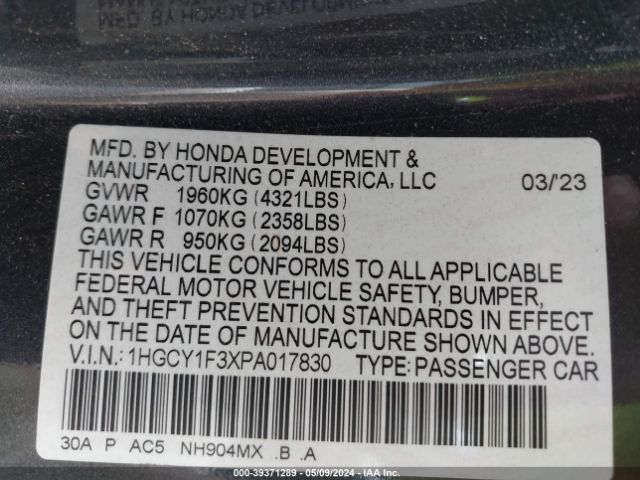 MFD. BY HONDA DEVELOPMENT &
MANUFACTURING OF AMERICA, LLC 03/'23
GVWR 1960KG (4321LBS)
GAWR F 1070KG (2358LBS)
GAWR R 950KG (2094LBS)
THIS VEHICLE CONFORMS TO ALL APPLICABLE
FEDERAL MOTOR VEHICLE SAFETY, BUMPER,
AND THEFT PREVENTION STANDARDS IN EFFECT
ON THE DATE OF MANUFACTURE SHOWN ABOVE.
V.I.N.: 1HGCY1F3XPA017830 TYPE: PASSENGER CAR
30A P AC5 NH904MX .B .A
000-39371289 - 05/09/2024 - IAA Inc.